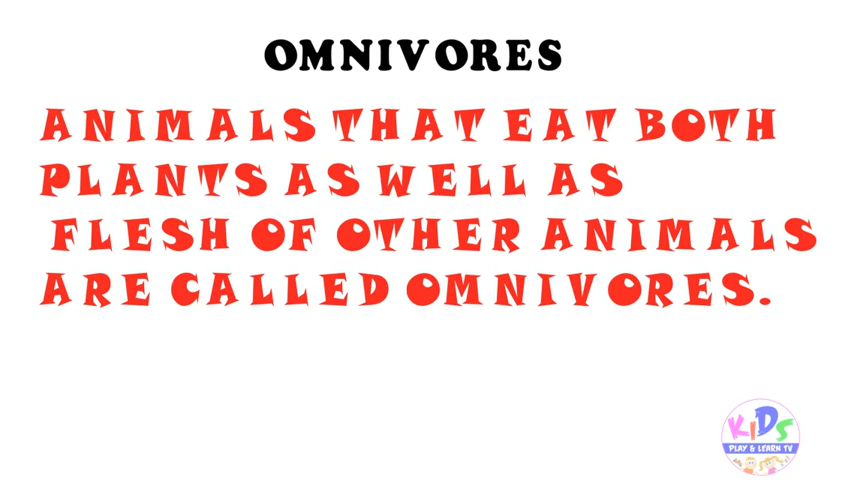 OMNIVORES
ANIMALS THAT EAT BOTH
PLANTS AS WELL AS
FLESH OF OTHER ANIMALS
ARE CALLED OMNIVORES.
KiDS
PLAY & LEARN TV